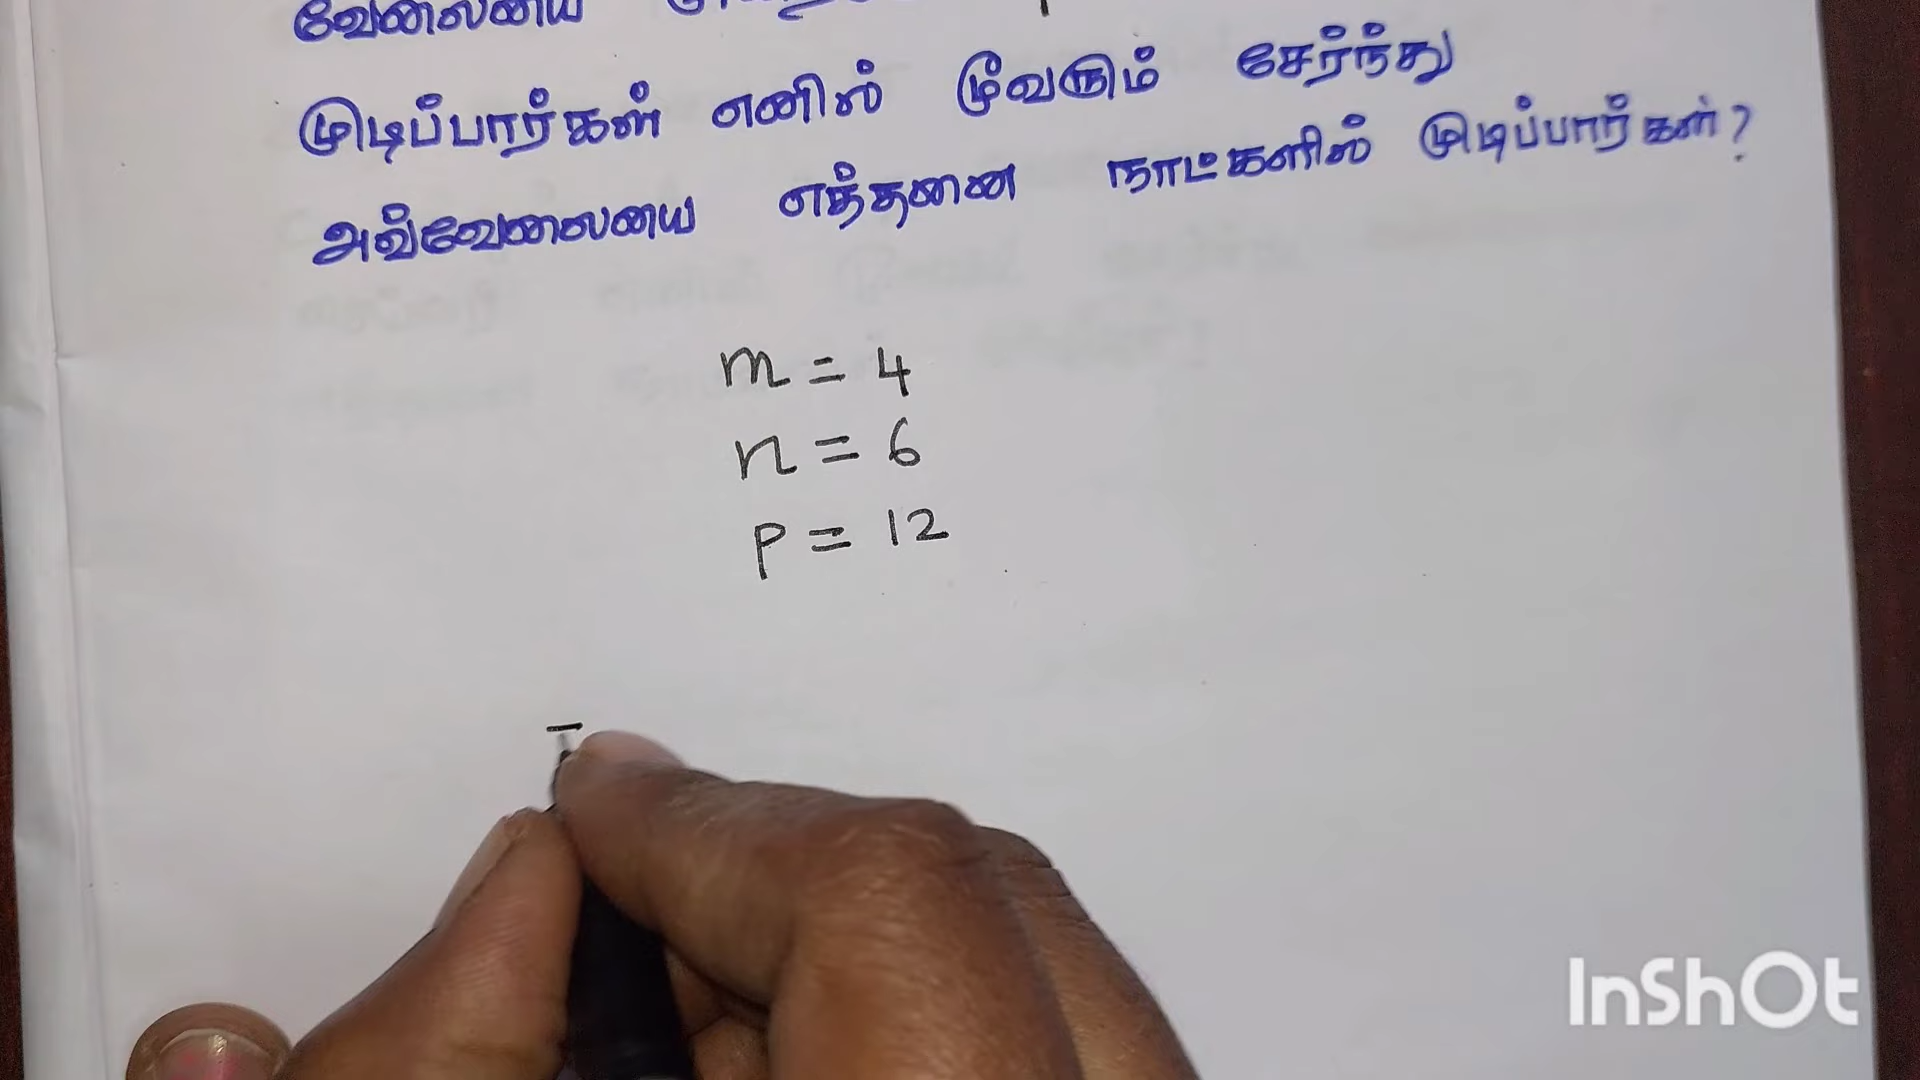 வேலையை
முடிப்பார்கள் எனில் மூவரும் சேர்ந்து
அவ்வேலையை எத்தனை நாட்களில் முடிப்பார்கள்?
m = 4
n = 6
P = 12
InShOt